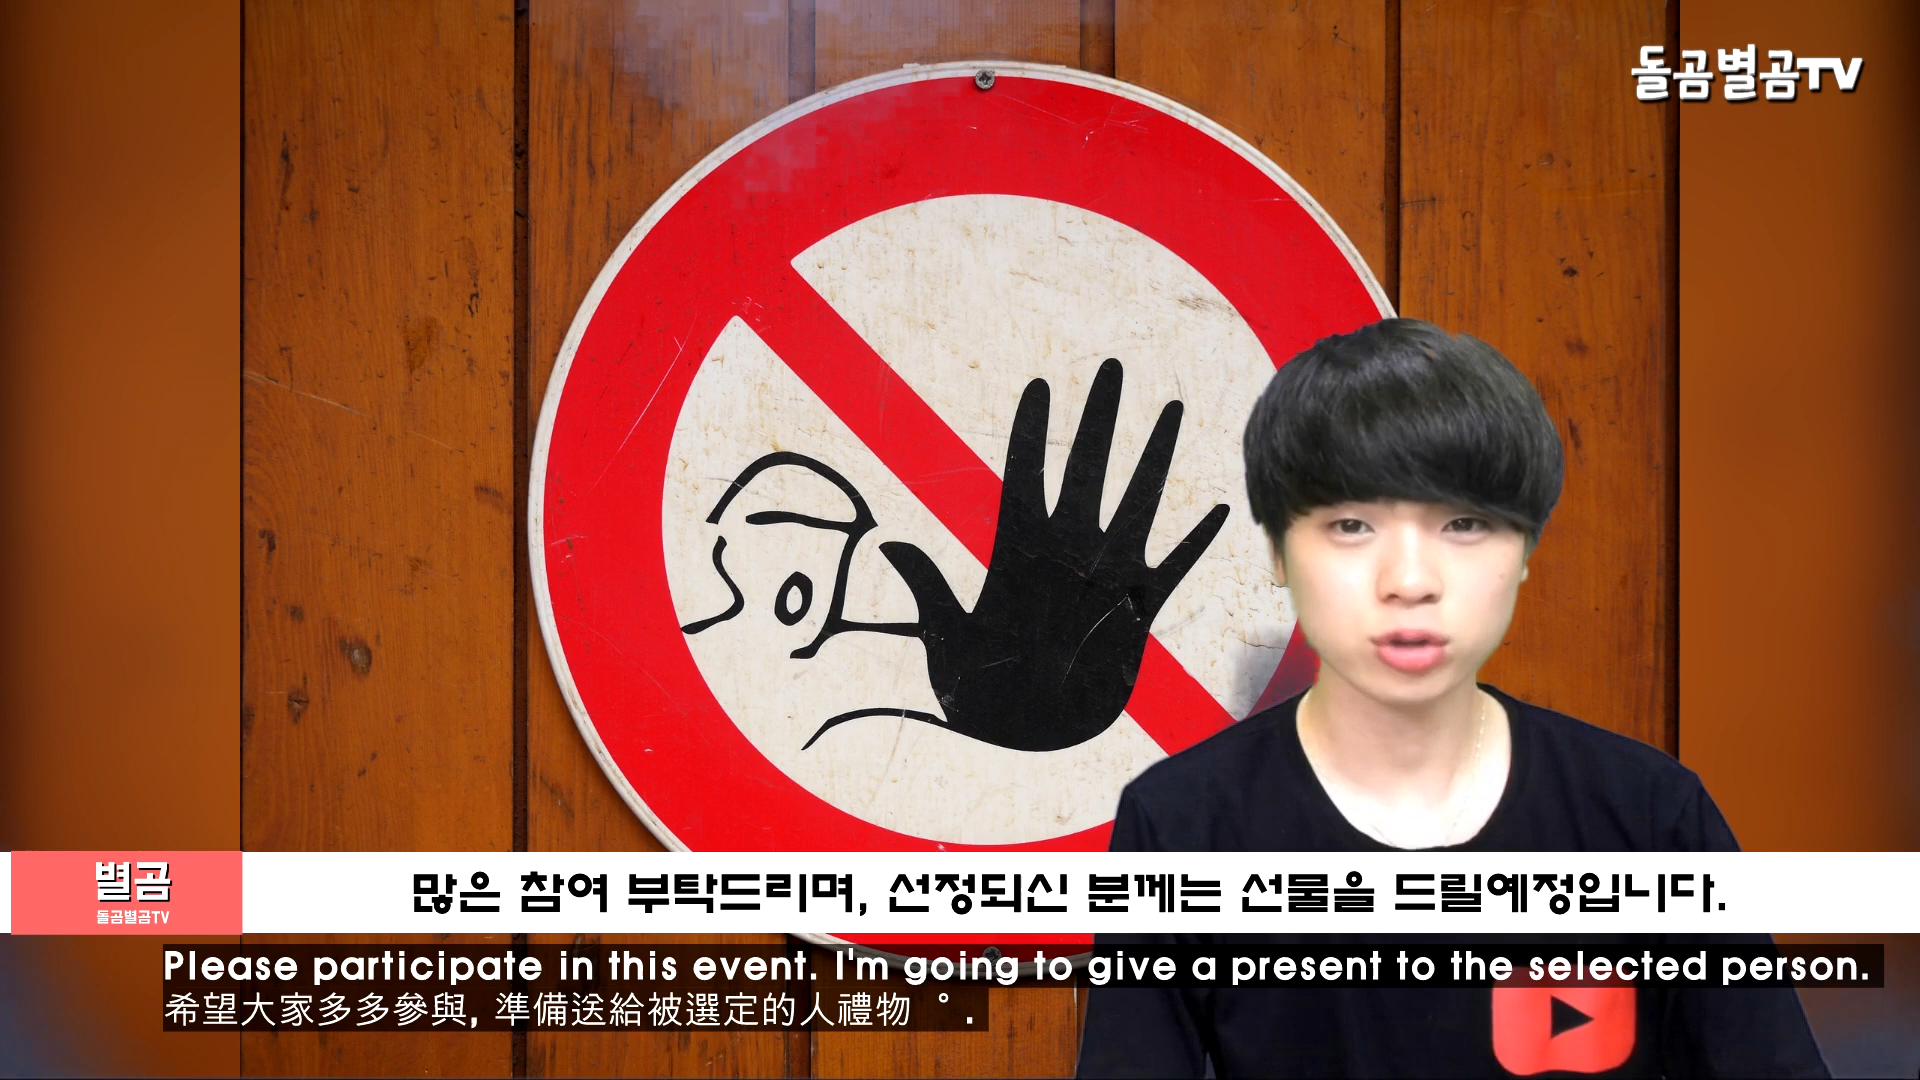 돌곰별곰TV
별곰
돌곰별곰TV
많은 참여 부탁드리며, 선정되신 분께는 선물을 드릴예정입니다.
Please participate in this event. I'm going to give a present to the selected person.
希望大家多多參與, 準備送給被選定的人禮物 ゜.